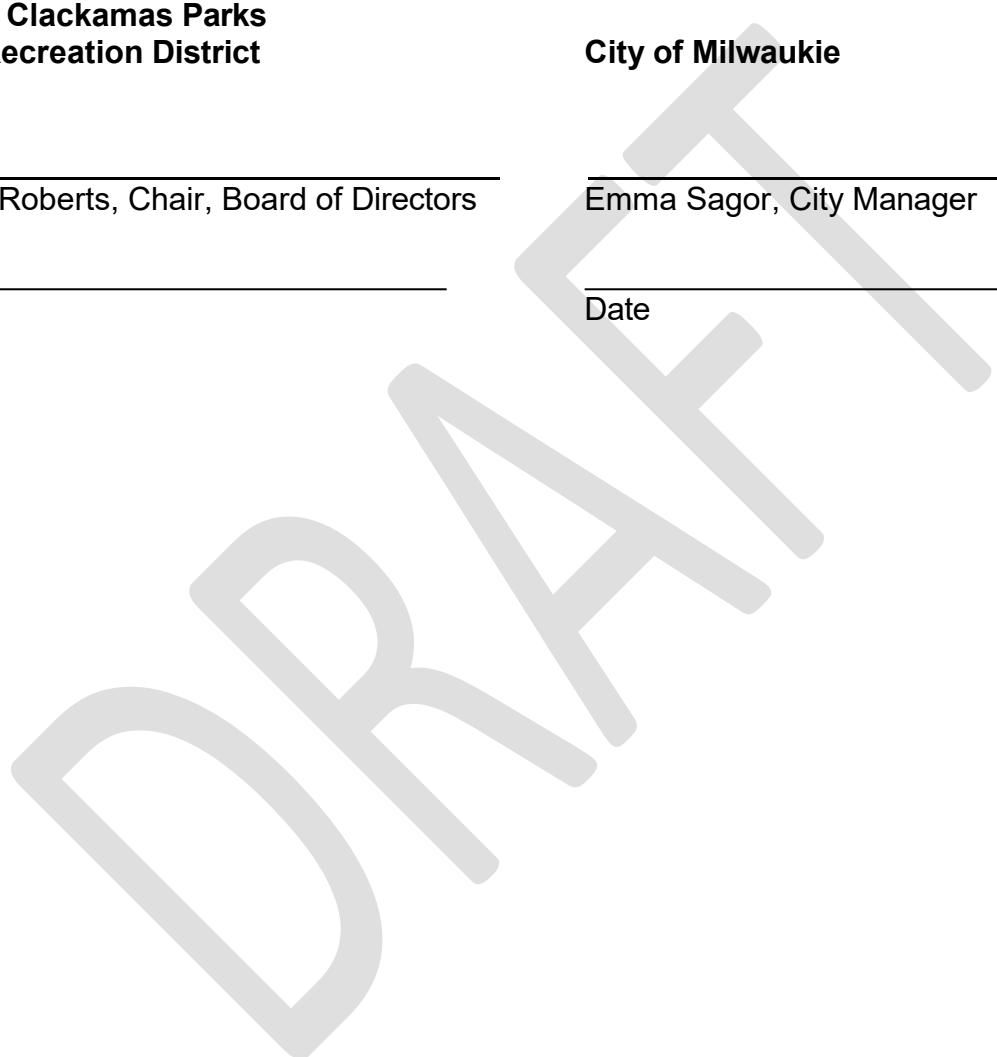 Clackamas Parks
ecreation District
City of Milwaukie
Roberts, Chair, Board of Directors
Emma Sagor, City Manager
Date
DRAFT